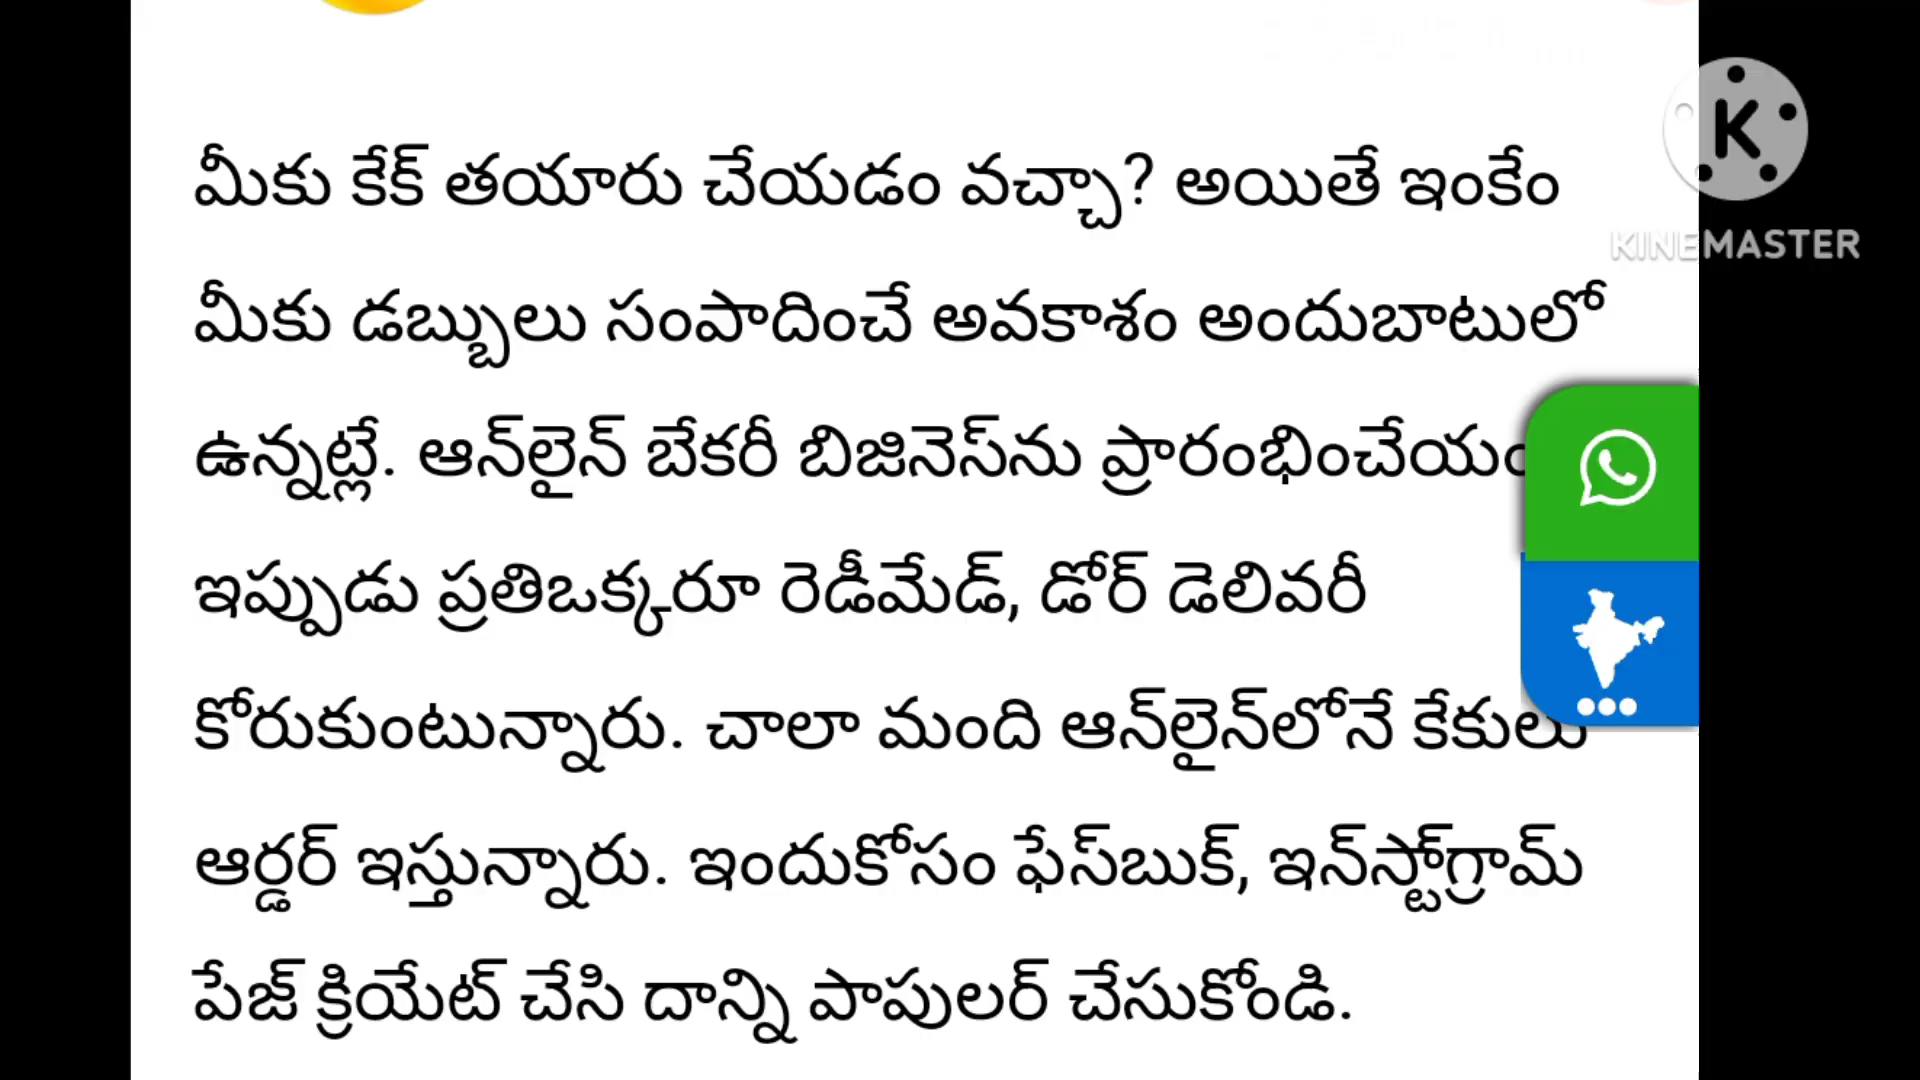 మీకు కేక్ తయారు చేయడం వచ్చా? అయితే ఇంకేం
మీకు డబ్బులు సంపాదించే అవకాశం అందుబాటులో
ఉన్నట్లే. ఆన్‌లైన్ బేకరీ బిజినెస్‌ను
ఇప్పుడు ప్రతిఒక్కరూ రెడీమేడ్, డోర్ డెలివరీ
కోరుకుంటున్నారు. చాలా మంది ఆన్‌లైన్‌లోనే కేకులు
ఆర్డర్ ఇస్తున్నారు. ఇందుకోసం ఫేస్‌బుక్, ఇన్‌స్టా్‌గ్రామ్
పేజ్ క్రియేట్ చేసి దాన్ని పాపులర్ చేసుకోండి.
K
KINEMASTER